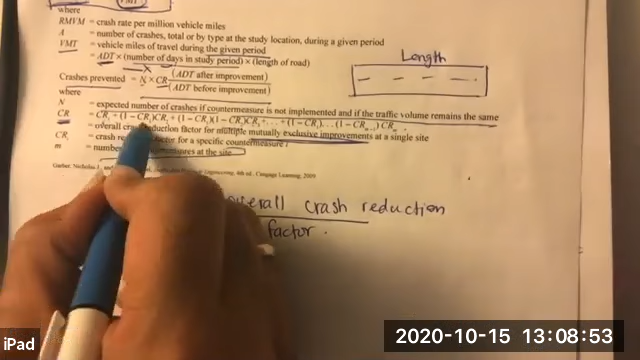 where
RMVM = crash rate per million vehicle miles
A = number of crashes, total or by type at the study location, during a given period
VMT = vehicle miles of travel during the given period
= ADT × (number of days in study period) × (length of road)
Length
Crashes prevented = N × CR (ADT after improvement)
(ADT before improvement)
where
N = expected number of crashes if countermeasure is not implemented and if the traffic volume remains the same
CR = CR₁ + (1 – CR₁)CR₂ + (1 – CR₁)(1 – CR₂)CR₃ + . . . + (1 – CR₁). . .(1 – CRₘ₋₁) CRₘ
= overall crash reduction factor for multiple mutually exclusive improvements at a single site
CRᵢ = crash factor for a specific countermeasure i
m = number measures at the site
Garber, Nicholas J., and Engineering, 4th ed., Cengage Learning, 2009
overall crash reduction
factor.
iPad
2020-10-15 13:08:53